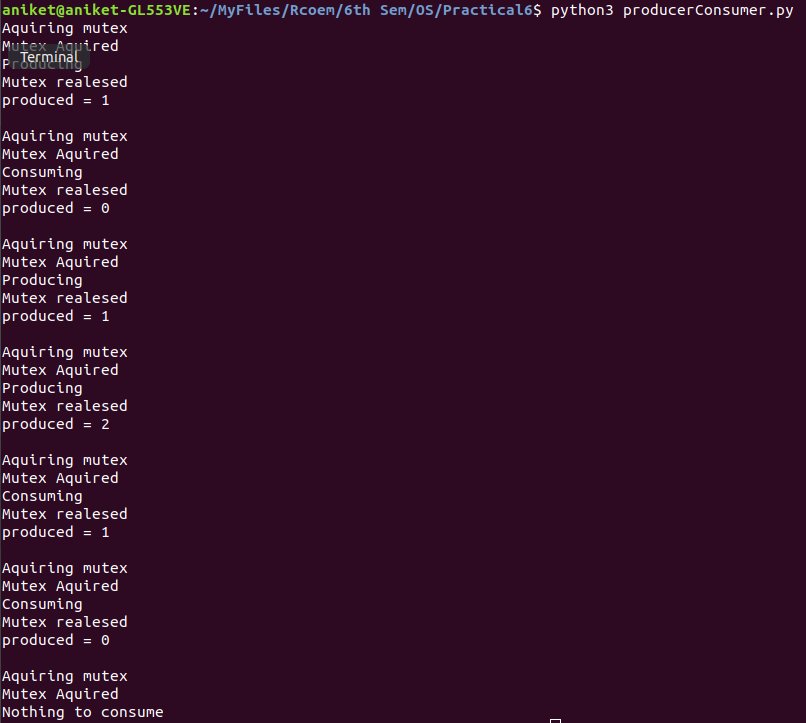 aniket@aniket-GL553VE:~/MyFiles/Rcoem/6th Sem/OS/Practical6$ python3 producerConsumer.py
Aquiring mutex
Mutex Aquired
Terminal
Producing
Mutex realesed
produced = 1
Aquiring mutex
Mutex Aquired
Consuming
Mutex realesed
produced = 0
Aquiring mutex
Mutex Aquired
Producing
Mutex realesed
produced = 1
Aquiring mutex
Mutex Aquired
Producing
Mutex realesed
produced = 2
Aquiring mutex
Mutex Aquired
Consuming
Mutex realesed
produced = 1
Aquiring mutex
Mutex Aquired
Consuming
Mutex realesed
produced = 0
Aquiring mutex
Mutex Aquired
Nothing to consume